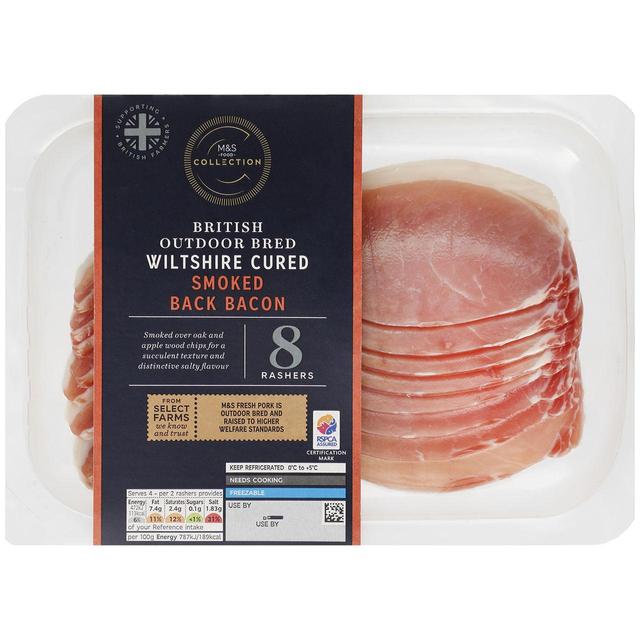 SUPPORTING
BRITISH FARMERS
M&S
FOOD
COLLECTION
BRITISH
OUTDOOR BRED
WILTSHIRE CURED
SMOKED
BACK BACON
Smoked over oak and
apple wood chips for a
succulent texture and
distinctive salty flavour
8
RASHERS
FROM
SELECT
FARMS
we know
and trust
M&S FRESH PORK IS
OUTDOOR BRED AND
RAISED TO HIGHER
WELFARE STANDARDS
RSPCA
ASSURED
CERTIFICATION
MARK
KEEP REFRIGERATED 0°C to +5°C
NEEDS COOKING
FREEZABLE
USE BY
USE BY
Serves 4 - per 2 rashers provides
Energy Fat Saturates Sugars Salt
472kJ 7.4g 2.4g 0.1g 1.83g
113kcal
6% 11% 12% <1% 31%
of your Reference intake
per 100g Energy 787kJ/189kcal